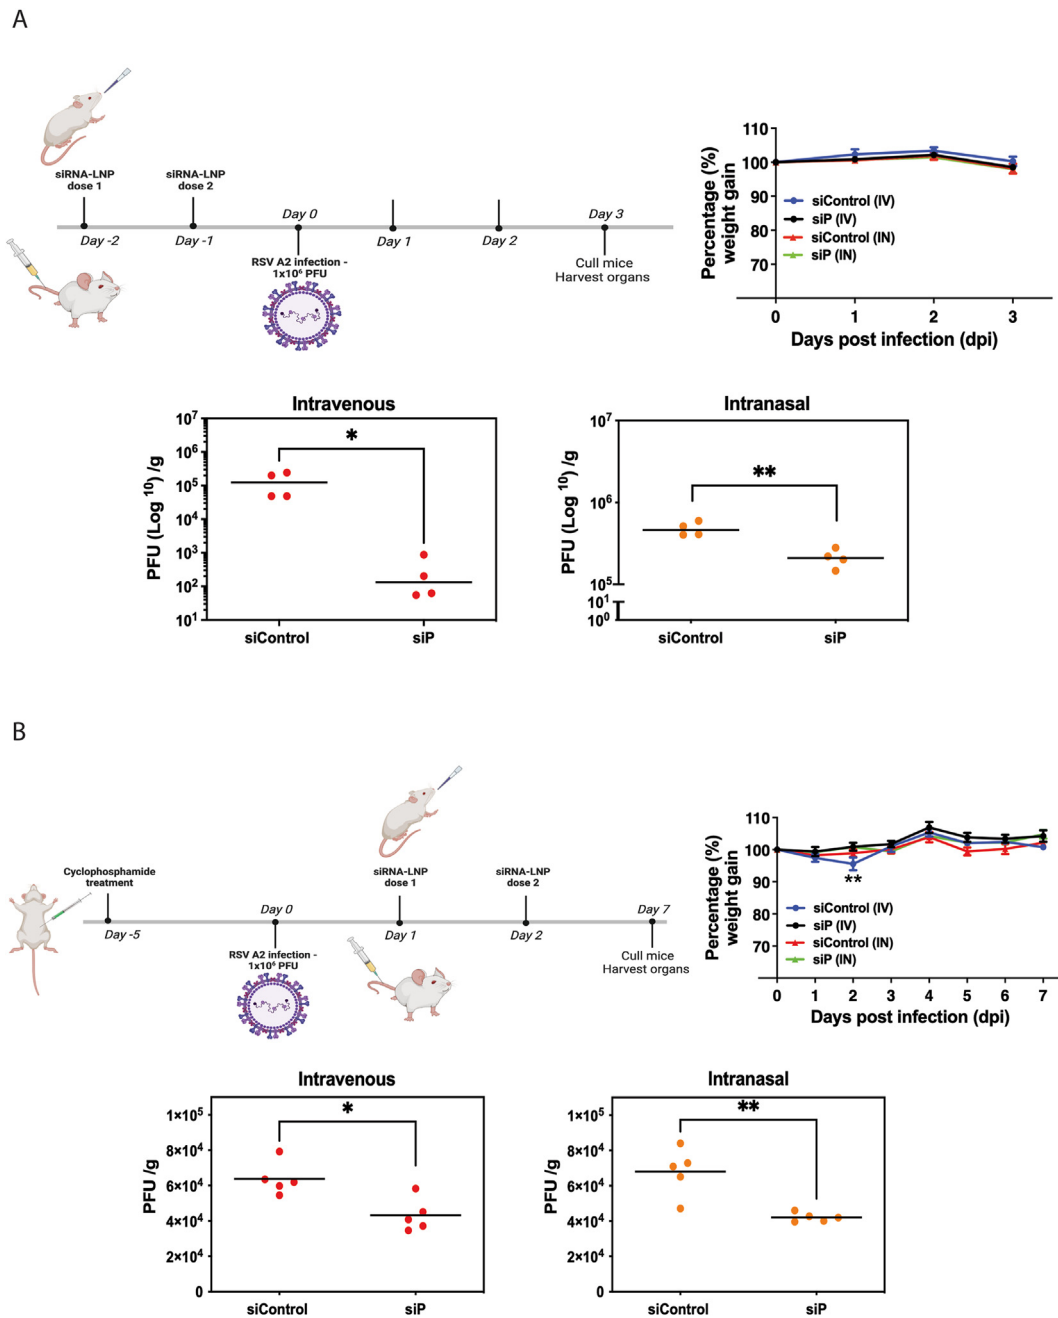 A
siRNA-LNP
dose 1
siRNA-LNP
dose 2
Day 0
Day 3
Day -2
Day -1
Day 1
Day 2
RSV A2 infection -
1x10⁶ PFU
Cull mice
Harvest organs
Percentage (%)
weight gain
110
100
90
80
70
siControl (IV)
siP (IV)
siControl (IN)
siP (IN)
0
1
2
3
Days post infection (dpi)
Intravenous
PFU (Log ¹⁰) /g
10⁷
10⁶
10⁵
10⁴
10³
10²
10¹
*
siControl
siP
Intranasal
PFU (Log ¹⁰) /g
10⁷
10⁶
10⁵
10¹
10⁰
**
siControl
siP
B
Cyclophosphamide
treatment
siRNA-LNP
dose 1
siRNA-LNP
dose 2
Day 0
Day 7
Day -5
Day 1
Day 2
RSV A2 infection -
1x10⁶ PFU
Cull mice
Harvest organs
Percentage (%)
weight gain
110
100
90
80
70
**
siControl (IV)
siP (IV)
siControl (IN)
siP (IN)
0
1
2
3
4
5
6
7
Days post infection (dpi)
Intravenous
PFU /g
1×10⁵
8×10⁴
6×10⁴
4×10⁴
2×10⁴
0
*
siControl
siP
Intranasal
PFU /g
1×10⁵
8×10⁴
6×10⁴
4×10⁴
2×10⁴
0
**
siControl
siP